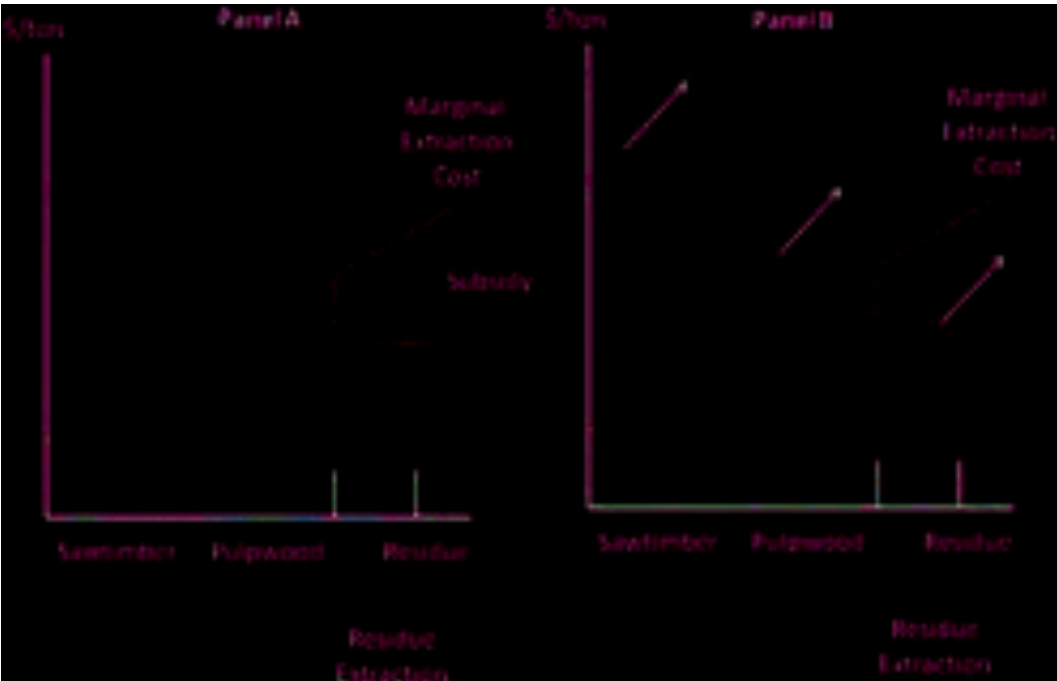 Panel A
$/ton
Marginal
Extraction
Cost
Subsidy
Sawtimber Pulpwood Residue
Residue
Extraction
Panel B
$/ton
Marginal
Extraction
Cost
Sawtimber Pulpwood Residue
Residue
Extraction